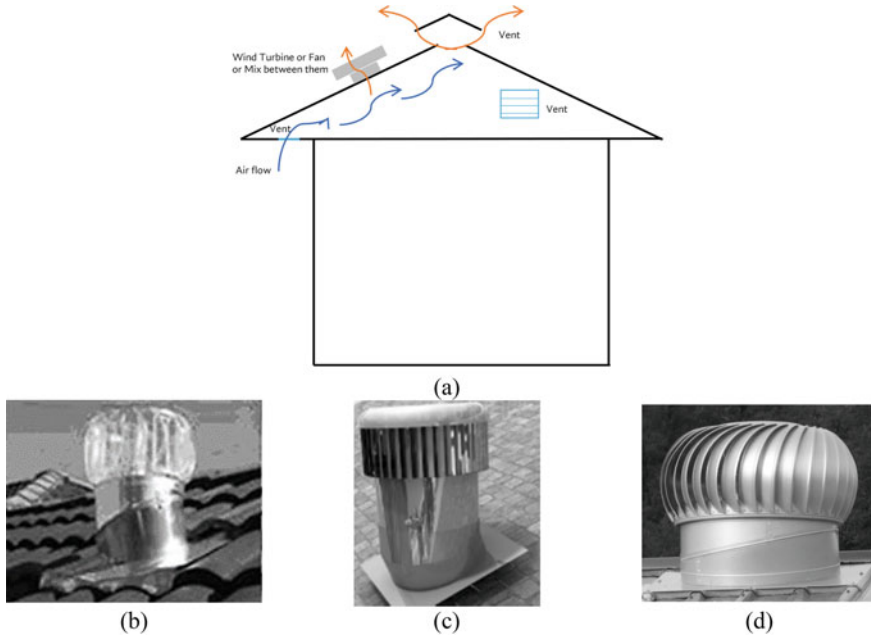 Vent
Wind Turbine or Fan
or Mix between them
Vent
Vent
Air flow
(a)
(b)
(c)
(d)